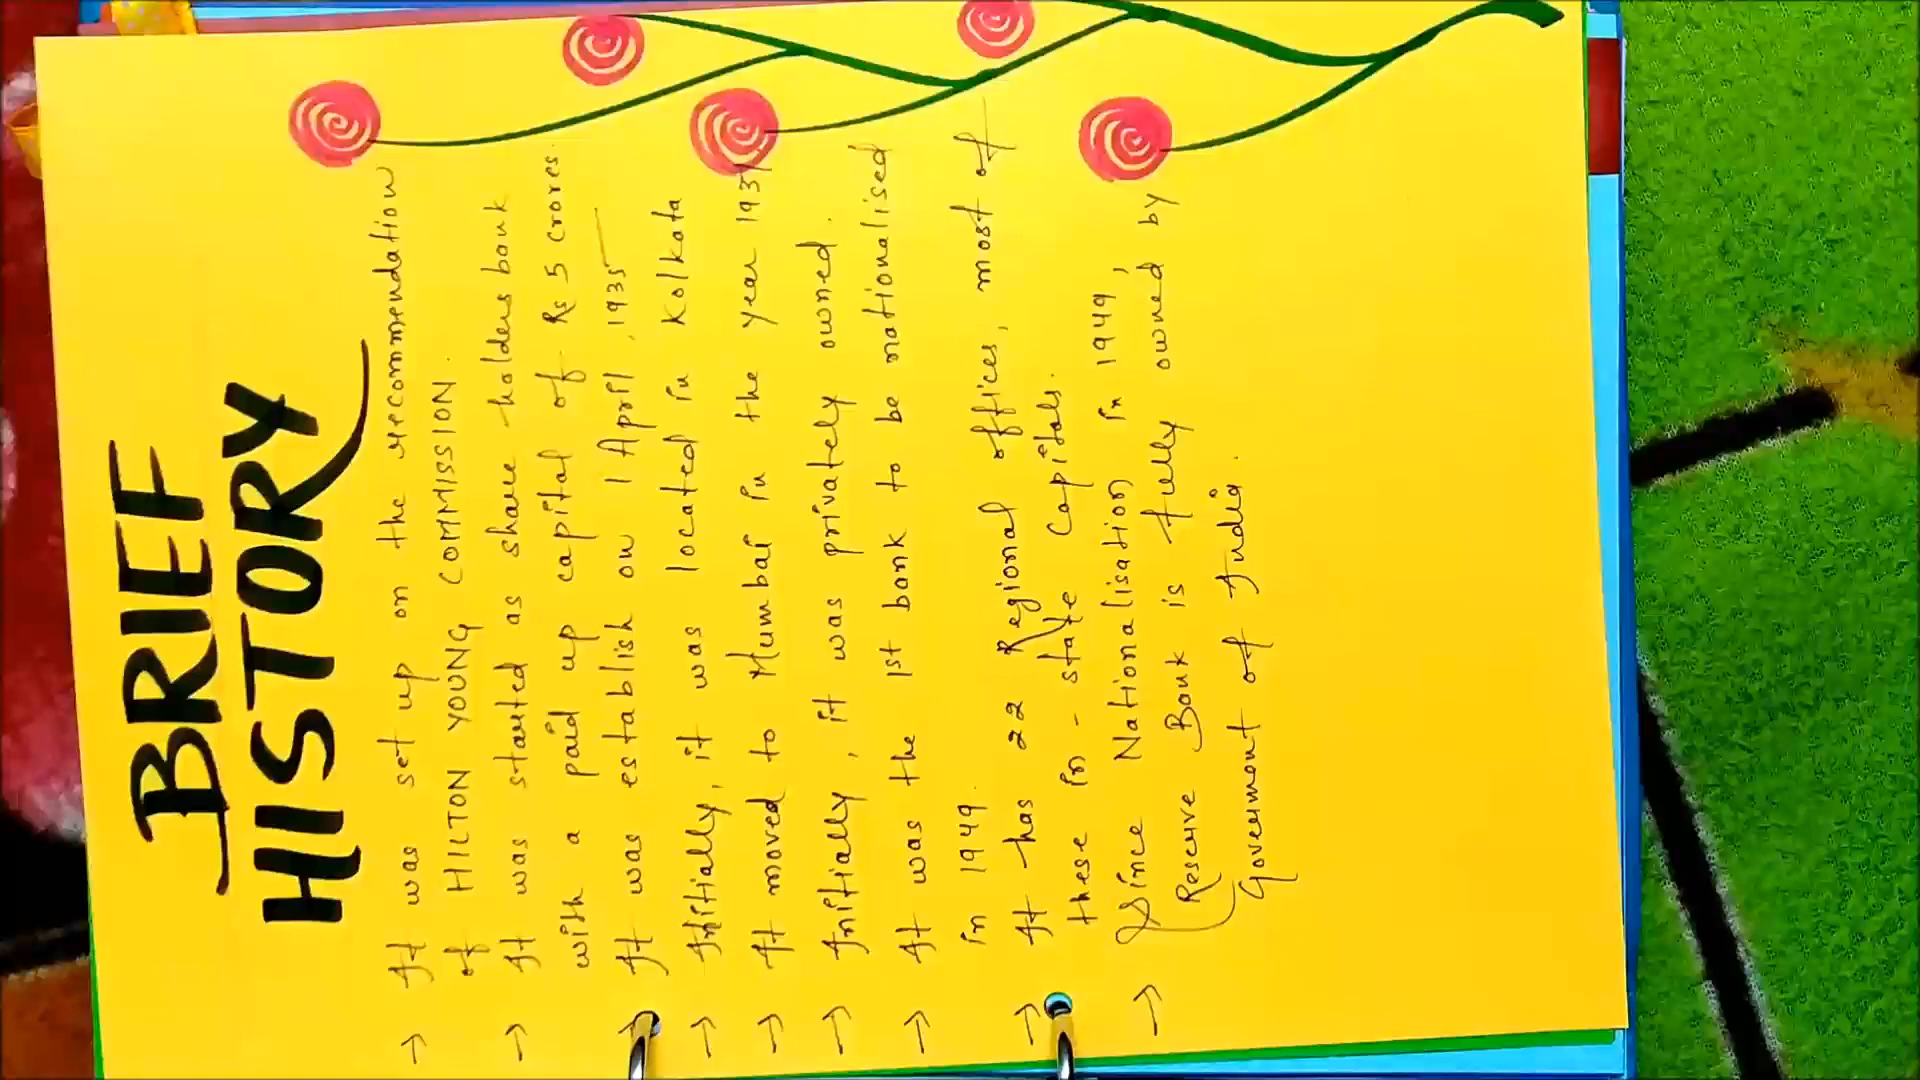 BRIEF
HISTORY
→ It was set up on the recommendation
of HILTON YOUNG COMMISSION.
→ It was started as share holders bank
with a paid up capital of Rs 5 crores.
→ It was establish on 1 April, 1935
→ Initially, it was located in Kolkata
→ It moved to Mumbai in the year 1937
→ Initially, it was privately owned.
→ It was the 1st bank to be nationalised
in 1949.
→ It has 22 Regional offices, most of
these in - state capitals.
→ Since Nationalisation in 1949,
Reserve Bank is fully owned by
Government of India.